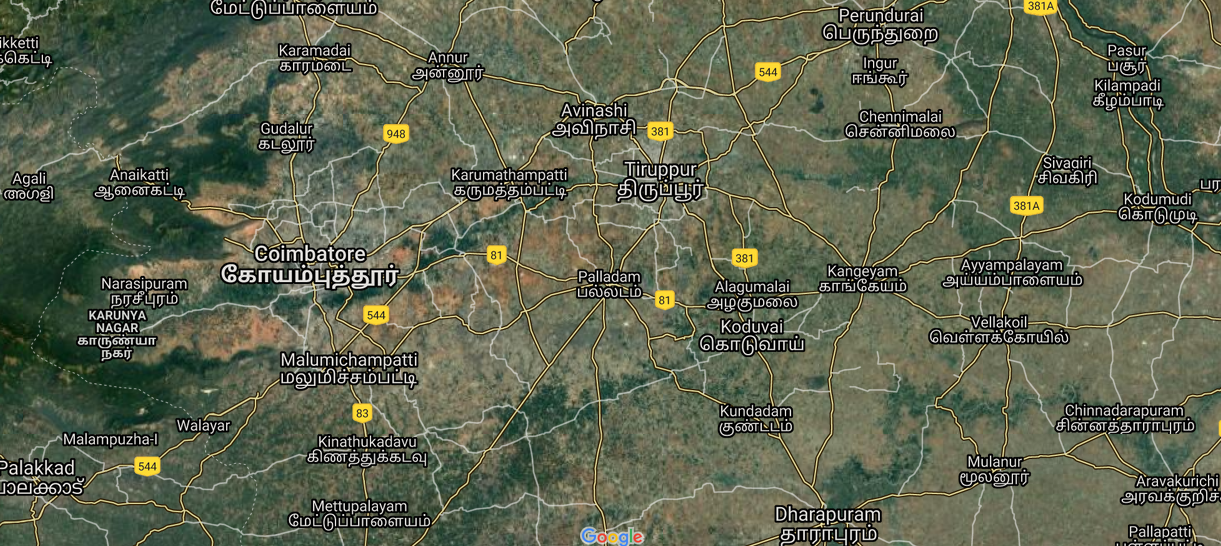 மேட்டுப்பாளையம்
Perundurai
பெருந்துறை
381A
Karamadai
காரமடை
Annur
அன்னூர்
544
Ingur
ஈங்கூர்
Pasur
பசூர்
Kilampadi
கீழம்பாடி
Avinashi
அவிநாசி
381
Chennimalai
சென்னிமலை
Gudalur
கூடலூர்
948
Agali
അഗളി
Anaikatti
ஆனைகட்டி
Karumathampatti
கருமத்தம்பட்டி
Tiruppur
திருப்பூர்
Sivagiri
சிவகிரி
381A
Kodumudi
கொடுமுடி
Coimbatore
கோயம்புத்தூர்
81
381
Narasipuram
நரசீபுரம்
Palladam
பல்லடம்
81
Alagumalai
அழகுமலை
Kangeyam
காங்கேயம்
Ayyampalayam
அய்யம்பாளையம்
KARUNYA
NAGAR
காருண்யா
நகர்
544
Koduvai
கொடுவாய்
Vellakoil
வெள்ளக்கோயில்
Malumichampatti
மலுமிச்சம்பட்டி
83
Walayar
Kundadam
குண்டடம்
Chinnadarapuram
சின்னத்தாராபுரம்
Malampuzha-I
544
Kinathukadavu
கிணத்துக்கடவு
Palakkad
Mulanur
மூலனூர்
Aravakurichi
Mettupalayam
மேட்டுப்பாளையம்
Google
Dharapuram
தாராபுரம்
Pallapatti